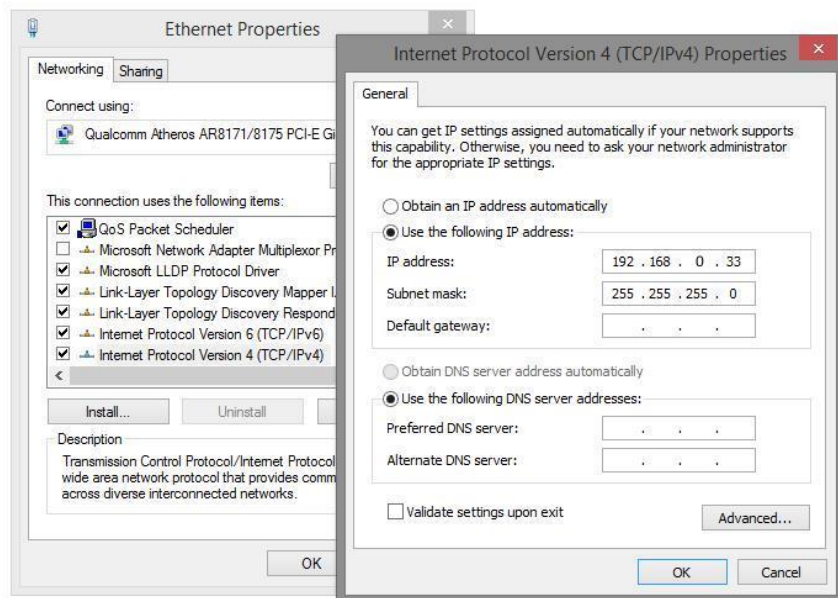 Ethernet Properties
Networking
Sharing
Connect using:
Qualcomm Atheros AR8171/8175 PCI-E
This connection uses the following items:
QoS Packet Scheduler
Microsoft Network Adapter Multiplexor
Microsoft LLDP Protocol Driver
Link-Layer Topology Discovery Mapper
Link-Layer Topology Discovery
Internet Protocol Version 6 (TCP/IPv6)
Internet Protocol Version 4 (TCP/IPv4)
Install...
Uninstall
Description
Transmission Control Protocol/Internet Protocol
wide area network protocol that provides
across diverse interconnected networks.
OK
Internet Protocol Version 4 (TCP/IPv4) Properties
General
You can get IP settings assigned automatically if your network supports
this capability. Otherwise, you need to ask your network administrator
for the appropriate IP settings.
Obtain an IP address automatically
Use the following IP address:
IP address: 192 . 168 . 0 . 33
Subnet mask: 255 . 255 . 255 . 0
Default gateway: . . .
Obtain DNS server address automatically
Use the following DNS server addresses:
Preferred DNS server: . . .
Alternate DNS server: . . .
Validate settings upon exit
Advanced...
OK
Cancel